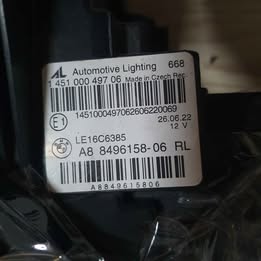 AL Automotive Lighting 668
1 451 000 497 06 Made in Czech Rep.
1451000497062606220069
E1
26.06.22
12 V
LE16C6385
A8 8496158-06 RL
A8849615806